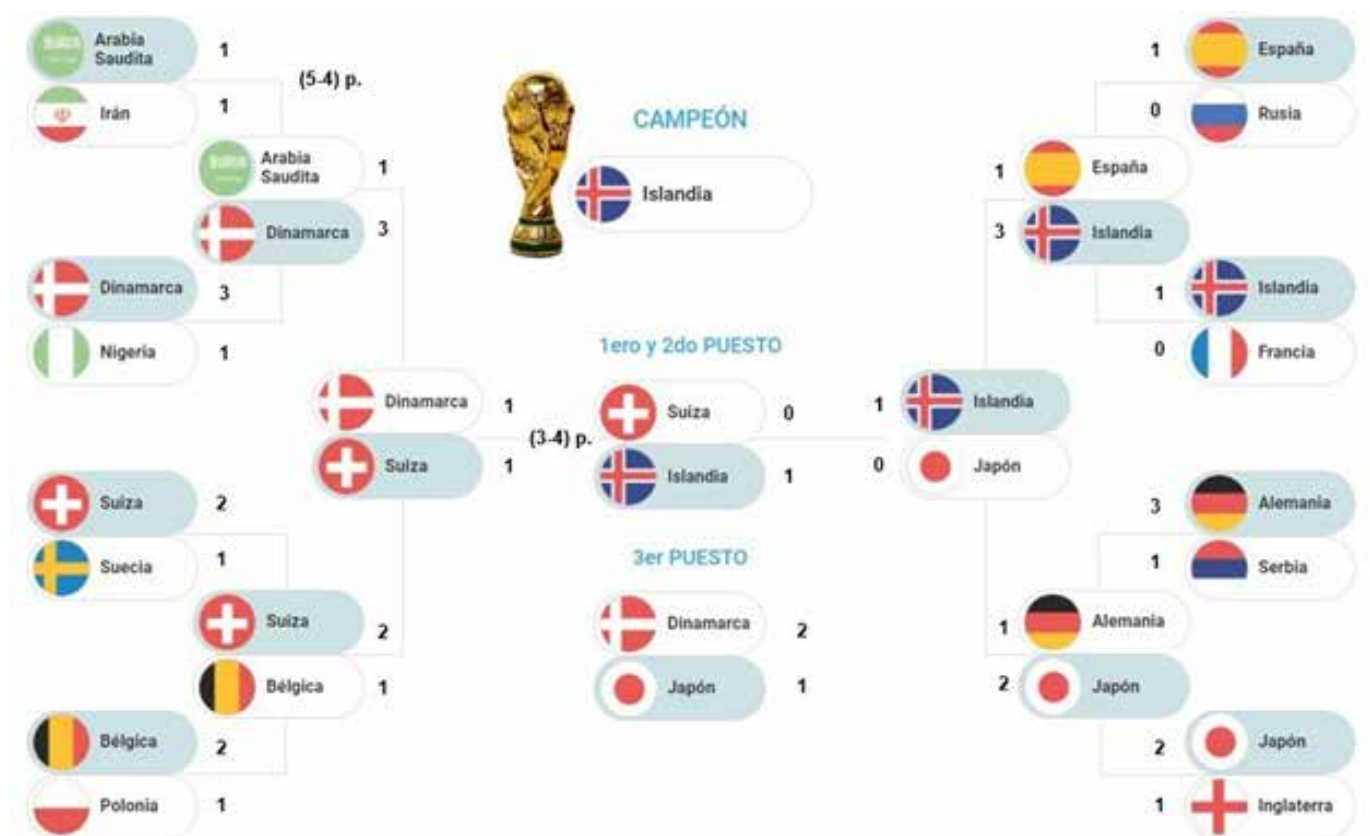 Arabia
Saudita
1
(5-4) p.
Irán
1
Arabia
Saudita
1
Dinamarca
3
Dinamarca
3
Nigeria
1
Dinamarca
1
(3-4) p.
Suiza
1
Suiza
2
Suecia
1
Suiza
2
Bélgica
1
Bélgica
2
Polonia
1
CAMPEÓN
Islandia
1ero y 2do PUESTO
Suiza
0
Islandia
1
3er PUESTO
Dinamarca
2
Japón
1
1
España
0
Rusia
1
España
3
Islandia
1
Islandia
0
Francia
1
Islandia
0
Japón
3
Alemania
1
Serbia
1
Alemania
2
Japón
2
Japón
1
Inglaterra